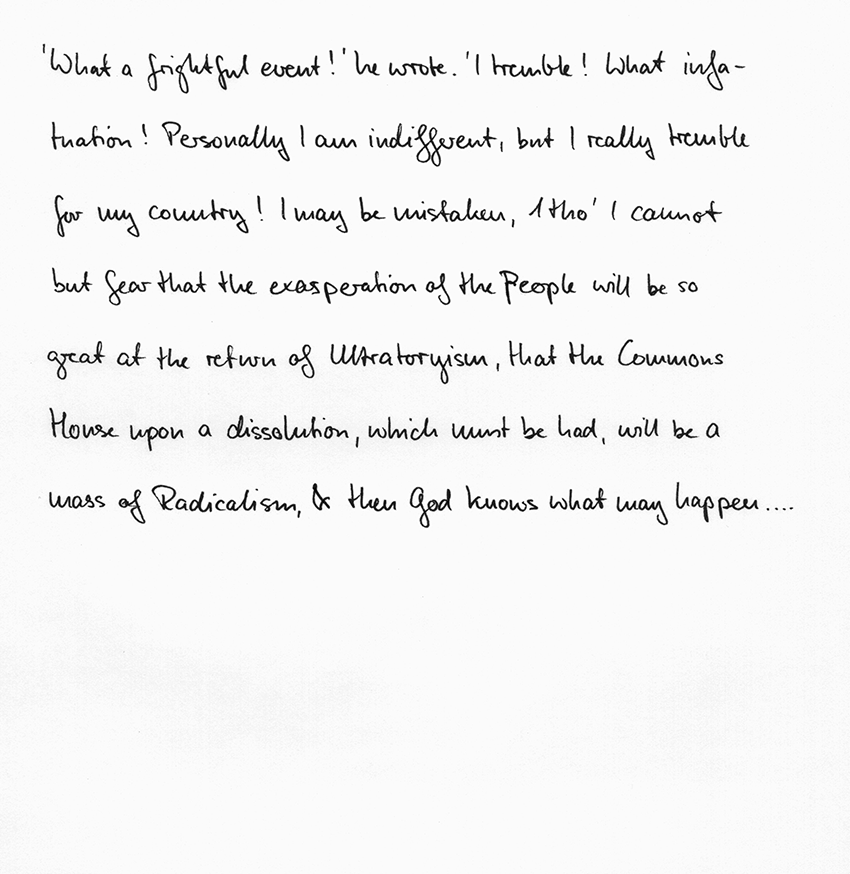 'What a frightful event!' he wrote. 'I tremble! What infa-
tuation! Personally I am indifferent, but I really tremble
for my country! I may be mistaken, 1tho' I cannot
but fear that the exasperation of the People will be so
great at the return of Ultratoryism, that the Commons
House upon a dissolution, which must be had, will be a
mass of Radicalism, & then God knows what may happen....